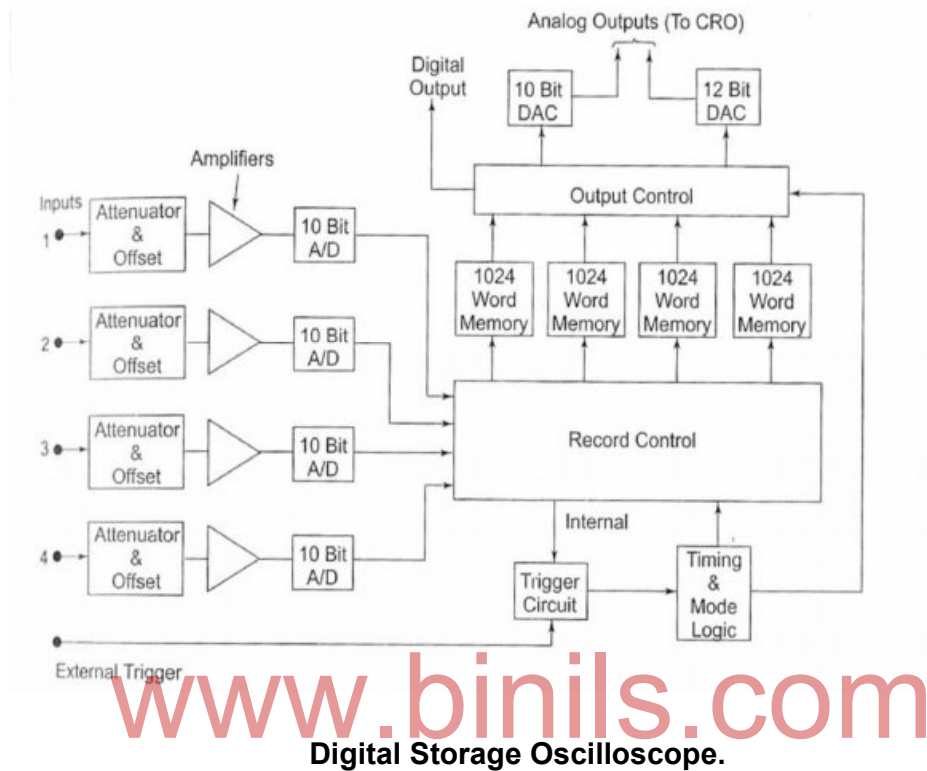 Analog Outputs (To CRO)
Digital
Output
10 Bit
DAC
12 Bit
DAC
Amplifiers
Output Control
Inputs
1
Attenuator
&
Offset
10 Bit
A/D
1024
Word
Memory
1024
Word
Memory
1024
Word
Memory
1024
Word
Memory
2
Attenuator
&
Offset
10 Bit
A/D
3
Attenuator
&
Offset
10 Bit
A/D
Record Control
4
Attenuator
&
Offset
10 Bit
A/D
Internal
Trigger
Circuit
Timing
&
Mode
Logic
External Trigger
www.binils.com
Digital Storage Oscilloscope.